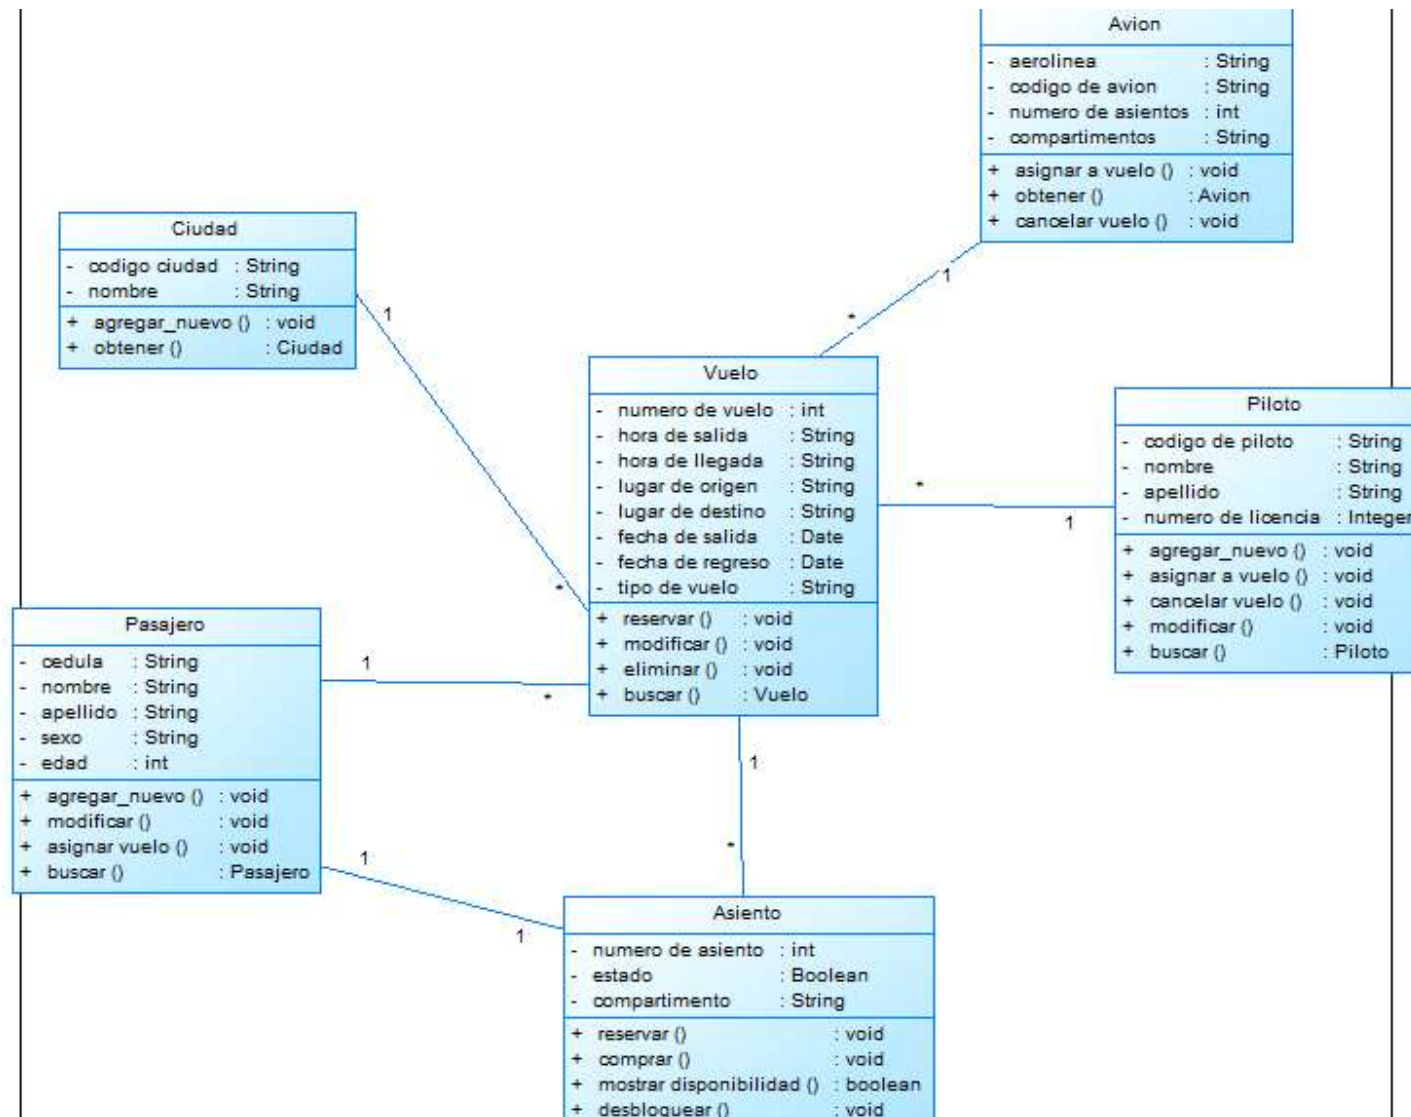 Avion
- aerolinea : String
- codigo de avion : String
- numero de asientos : int
- compartimentos : String
+ asignar a vuelo () : void
+ obtener () : Avion
+ cancelar vuelo () : void
Ciudad
- codigo ciudad : String
- nombre : String
+ agregar_nuevo () : void
+ obtener () : Ciudad
1
*
1
*
Vuelo
- numero de vuelo : int
- hora de salida : String
- hora de llegada : String
- lugar de origen : String
- lugar de destino : String
- fecha de salida : Date
- fecha de regreso : Date
- tipo de vuelo : String
+ reservar () : void
+ modificar () : void
+ eliminar () : void
+ buscar () : Vuelo
*
1
Piloto
- codigo de piloto : String
- nombre : String
- apellido : String
- numero de licencia : Integer
+ agregar_nuevo () : void
+ asignar a vuelo () : void
+ cancelar vuelo () : void
+ modificar () : void
+ buscar () : Piloto
Pasajero
- cedula : String
- nombre : String
- apellido : String
- sexo : String
- edad : int
+ agregar_nuevo () : void
+ modificar () : void
+ asignar vuelo () : void
+ buscar () : Pasajero
1
*
1
*
1
1
Asiento
- numero de asiento : int
- estado : Boolean
- compartimento : String
+ reservar () : void
+ comprar () : void
+ mostrar disponibilidad () : boolean
+ desbloquear () : void